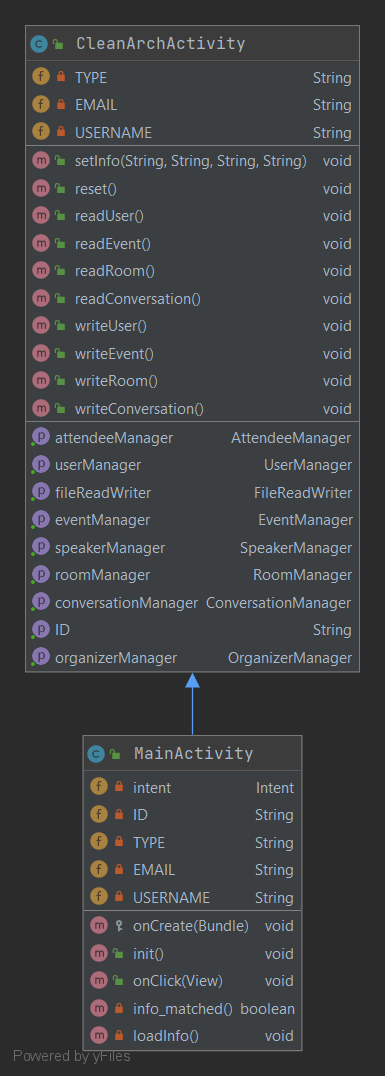 CleanArchActivity
TYPE String
EMAIL String
USERNAME String
setInfo(String, String, String, String) void
reset() void
readUser() void
readEvent() void
readRoom() void
readConversation() void
writeUser() void
writeEvent() void
writeRoom() void
writeConversation() void
attendeeManager AttendeeManager
userManager UserManager
fileReadWriter FileReadWriter
eventManager EventManager
speakerManager SpeakerManager
roomManager RoomManager
conversationManager ConversationManager
ID String
organizerManager OrganizerManager
MainActivity
intent Intent
ID String
TYPE String
EMAIL String
USERNAME String
onCreate(Bundle) void
init() void
onClick(View) void
info_matched() boolean
loadInfo() void
Powered by yFiles